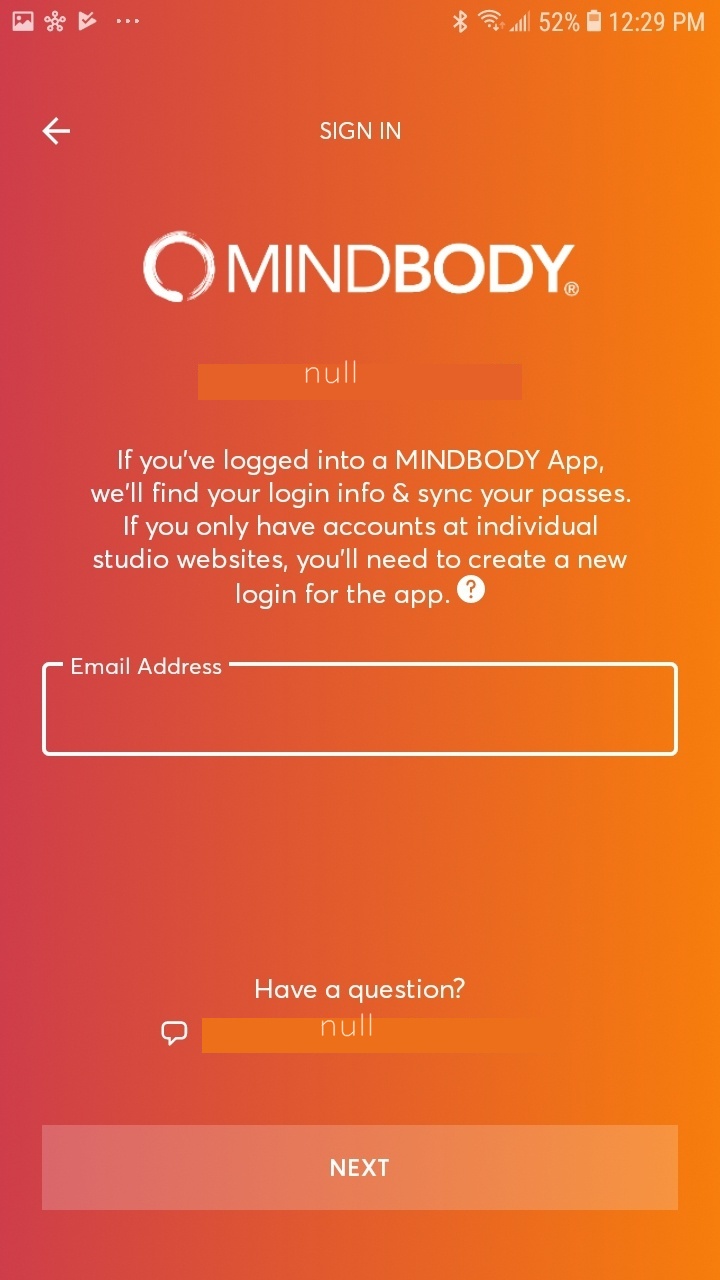 52% 12:29 PM
SIGN IN
MINDBODY®
null
If you've logged into a MINDBODY App,
we'll find your login info & sync your passes.
If you only have accounts at individual
studio websites, you'll need to create a new
login for the app. ?
Email Address
Have a question?
null
NEXT